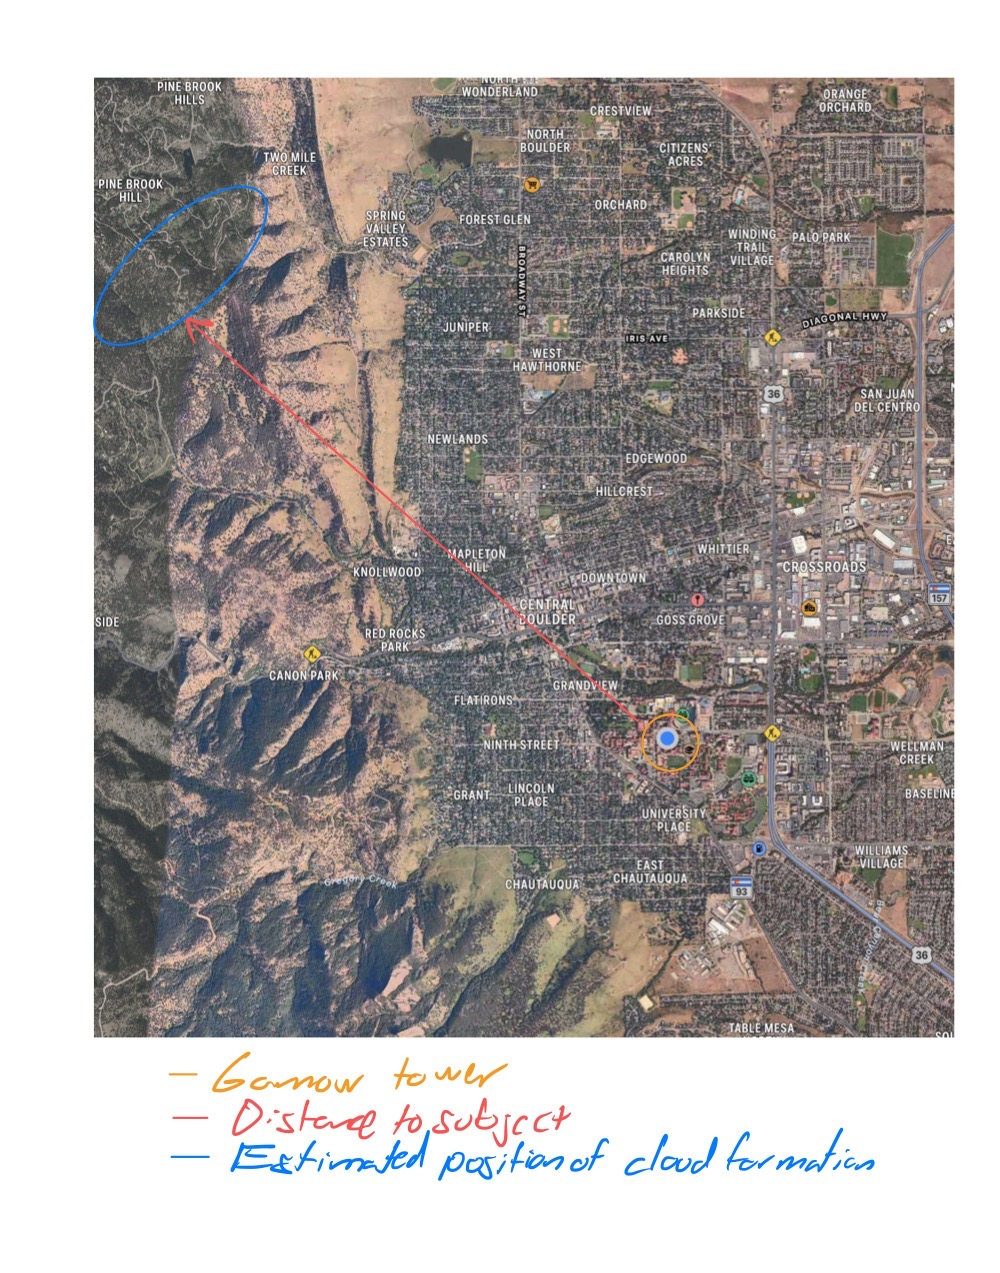 NORTH
WONDERLAND
PINE BROOK
HILLS
ORANGE
ORCHARD
CRESTVIEW
NORTH
BOULDER
CITIZENS'
ACRES
TWO MILE
CREEK
PINE BROOK
HILL
ORCHARD
SPRING
VALLEY
ESTATES
FOREST GLEN
WINDING
TRAIL
VILLAGE
PALO PARK
CAROLYN
HEIGHTS
BROADWAY ST
PARKSIDE
DIAGONAL HWY
JUNIPER
IRIS AVE
WEST
HAWTHORNE
36
SAN JUAN
DEL CENTRO
NEWLANDS
EDGEWOOD
HILLCREST
WHITTIER
MAPLETON
HILL
KNOLLWOOD
CROSSROADS
DOWNTOWN
157
CENTRAL
BOULDER
GOSS GROVE
SIDE
RED ROCKS
PARK
CANON PARK
GRANDVIEW
FLATIRONS
NINTH STREET
WELLMAN
CREEK
GRANT
LINCOLN
PLACE
BASELINE
UNIVERSITY
PLACE
WILLIAMS
VILLAGE
EAST
CHAUTAUQUA
Gregory Creek
CHAUTAUQUA
93
Bear Canyon Creek
36
TABLE MESA
— Gamow tower
— Distance to subject
— Estimated position of cloud formation